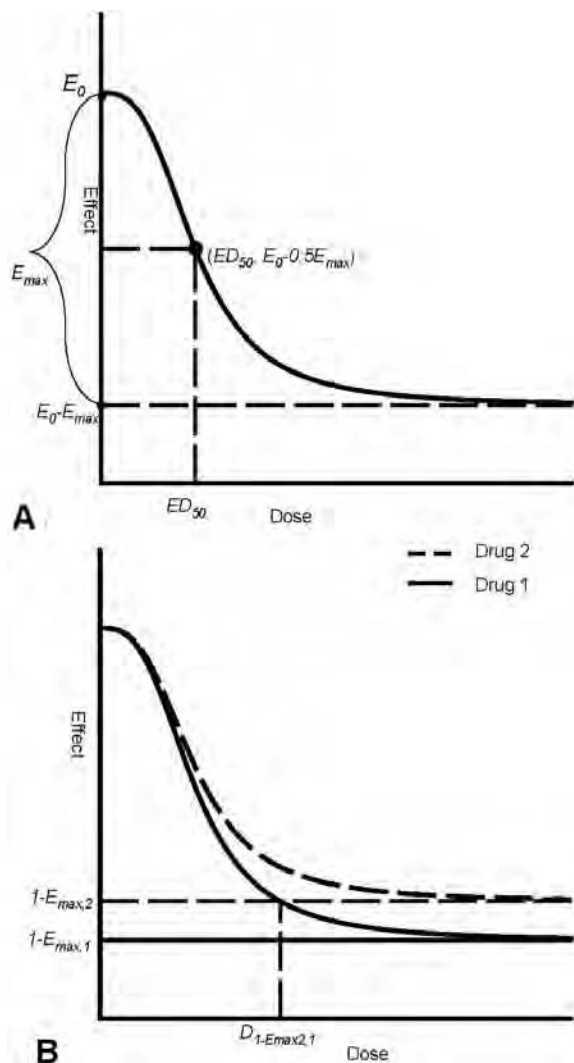 E0
Effect
(ED50, E0-0.5Emax)
Emax
E0-Emax
ED50
Dose
A
Drug 2
Drug 1
Effect
1-Emax,2
1-Emax,1
D1-Emax2,1
Dose
B